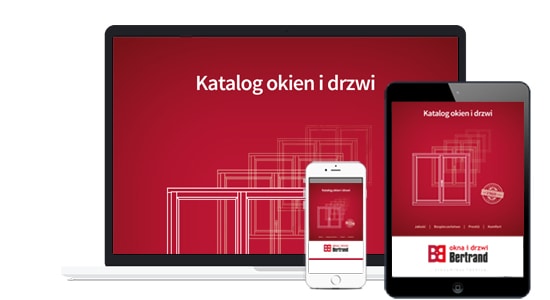 Katalog okien i drzwi
Katalog okien i drzwi
Katalog okien i drzwi
Jakość | Bezpieczeństwo | Prestiż | Komfort
okna i drzwi
Bertrand
okna i drzwi
Bertrand